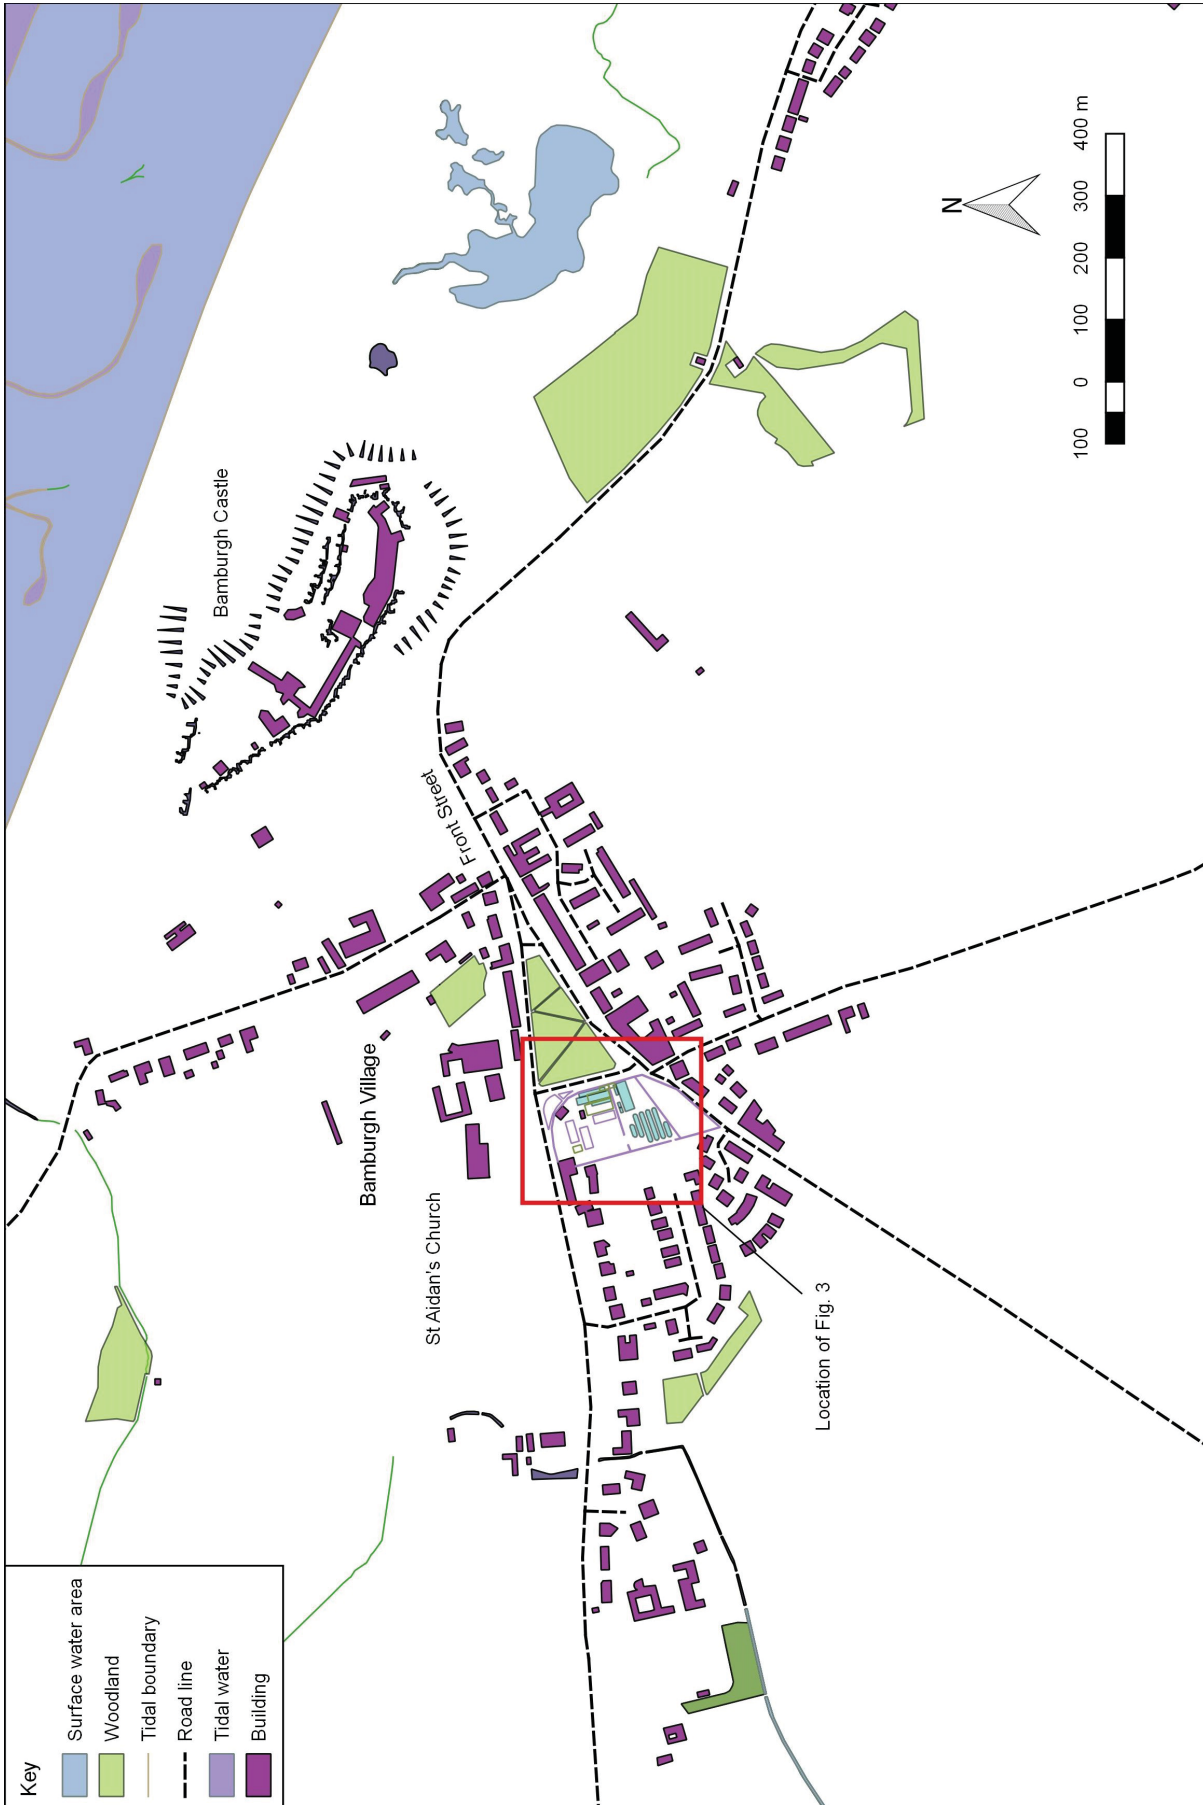 Key
Surface water area
Woodland
Tidal boundary
Road line
Tidal water
Building
Bamburgh Castle
Front Street
Bamburgh Village
St Aidan's Church
Location of Fig. 3
N
100 0 100 200 300 400 m